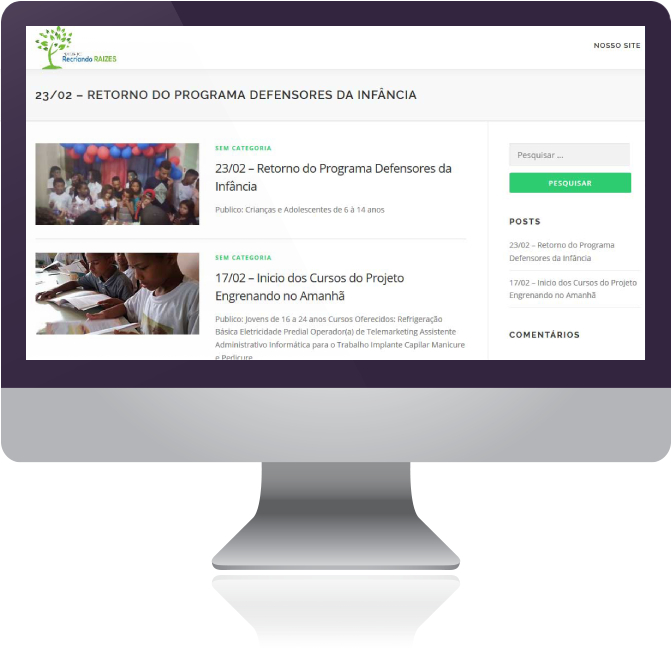 Recriando RAIZES
NOSSO SITE
23/02 – RETORNO DO PROGRAMA DEFENSORES DA INFÂNCIA
SEM CATEGORIA
23/02 – Retorno do Programa Defensores da
Infância
Publico: Crianças e Adolescentes de 6 à 14 anos
SEM CATEGORIA
17/02 – Inicio dos Cursos do Projeto
Engrenando no Amanhã
Publico: Jovens de 16 a 24 anos Cursos Oferecidos: Refrigeração
Básica Eletricidade Predial Operador(a) de Telemarketing Assistente
Administrativo Informática para o Trabalho Implante Capilar Manicure
e Pedicure
Pesquisar ...
PESQUISAR
POSTS
23/02 – Retorno do Programa
Defensores da Infância
17/02 – Inicio dos Cursos do Projeto
Engrenando no Amanhã
COMENTÁRIOS